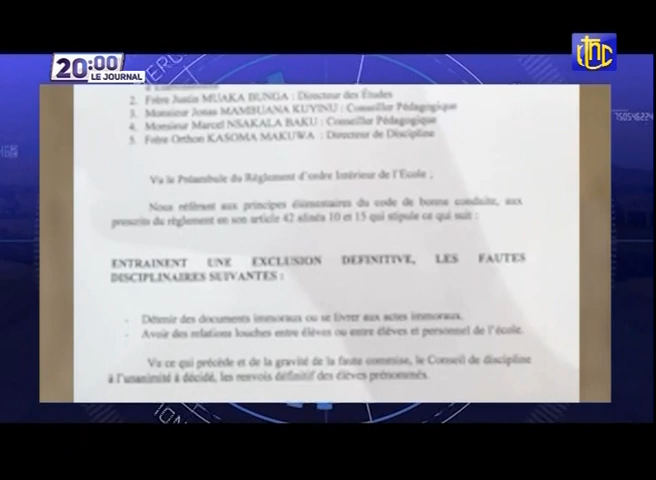 20:00
LE JOURNAL
2. Frère Justin MUAKA BUNGA : Directeur des Études
3. Monsieur Jonas MAMBUANA KUYINU : Conseiller Pédagogique
4. Monsieur Marcel NSAKALA BAKU : Conseiller Pédagogique
5. Frère Orthon KASOMA MAKUWA : Directeur de Discipline
Vu le Préambule du Règlement d'ordre Intérieur de l'École ;
Nous référant aux principes élémentaires du code de bonne conduite, aux
prescrits du règlement en son article 42 alinéa 10 et 15 qui stipule ce qui suit :
ENTRAINENT UNE EXCLUSION DEFINITIVE, LES FAUTES
DISCIPLINAIRES SUIVANTES :
- Détenir des documents immoraux ou se livrer aux actes immoraux.
- Avoir des relations louches entre élèves ou entre élèves et personnel de l'école.
Vu ce qui précède et de la gravité de la faute commise, le Conseil de discipline
à l'unanimité à décidé, les renvois définitif des élèves prénommés.